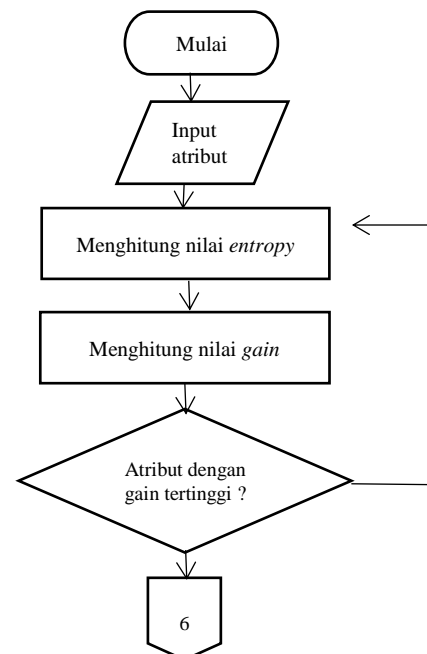 Mulai
Input
atribut
Menghitung nilai entropy
Menghitung nilai gain
Atribut dengan
gain tertinggi ?
6